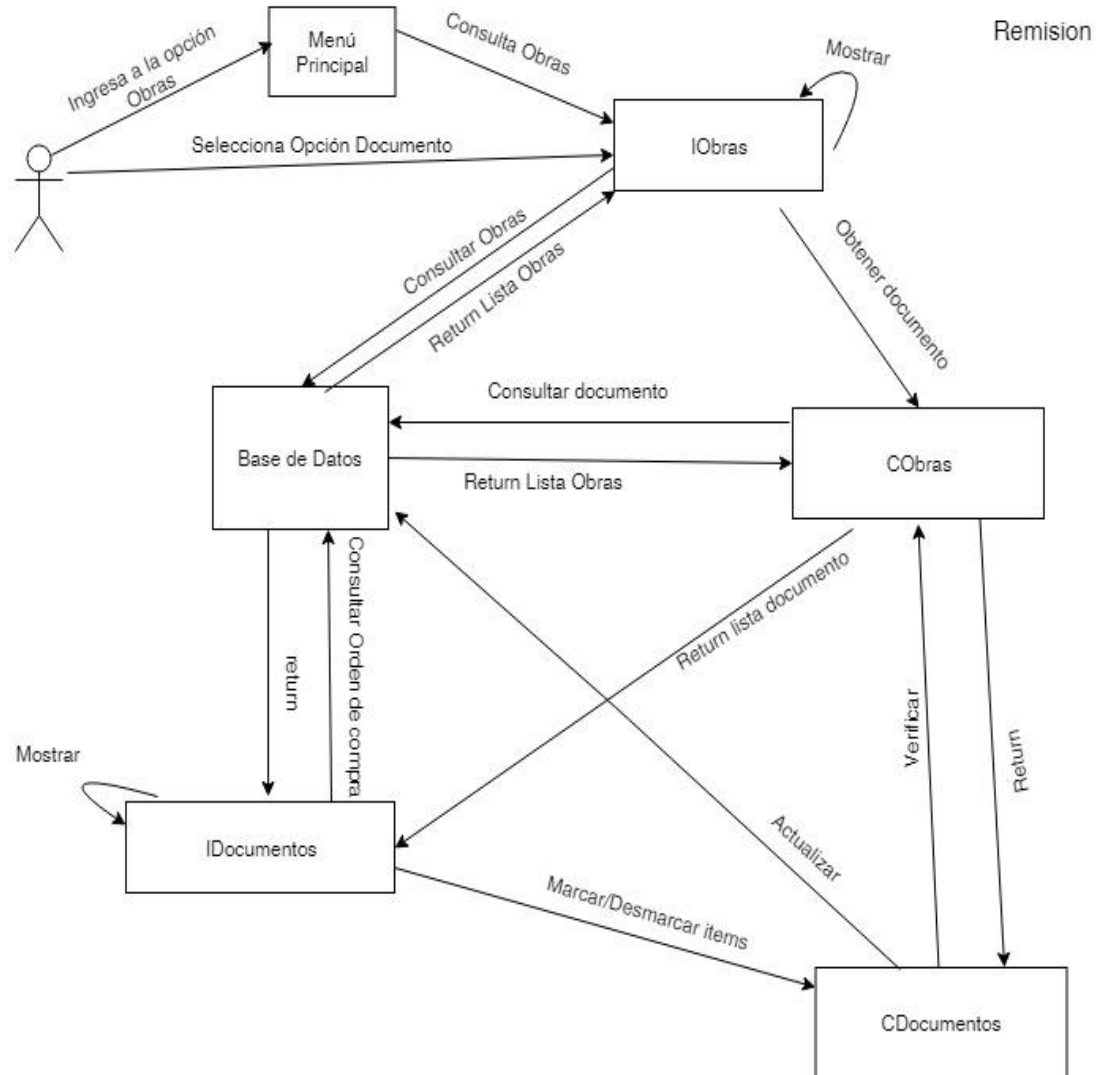 Remision
Menú
Principal
Ingresa a la opción
Obras
Consulta Obras
Mostrar
IObras
Selecciona Opción Documento
Consultar Obras
Return Lista Obras
Obtener documento
Consultar documento
Base de Datos
CObras
Return Lista Obras
Consultar Orden de compra
return
Return lista documento
Verificar
Return
Mostrar
IDocumentos
Actualizar
Marcar/Desmarcar items
CDocumentos